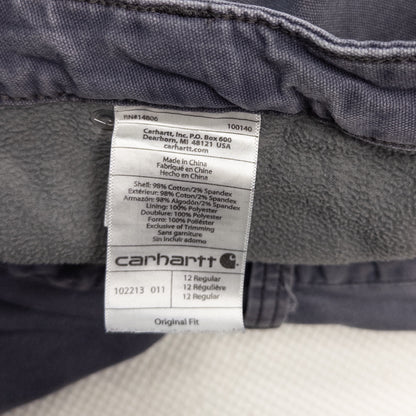 RN#14806 100140
Carhartt, Inc. P.O. Box 600
Dearborn, MI 48121 USA
carhartt.com
Made in China
Fabriqué en Chine
Hecho en China
Shell: 98% Cotton/2% Spandex
Extérieur: 98% Coton/2% Spandex
Armazón: 98% Algodón/2% Spandex
Lining: 100% Polyester
Doublure: 100% Polyester
Forro: 100% Poliéster
Exclusive of Trimming
Sans garniture
Sin incluir adorno
carhartt
12 Regular
102213 011 12 Régulière
12 Regular
Original Fit